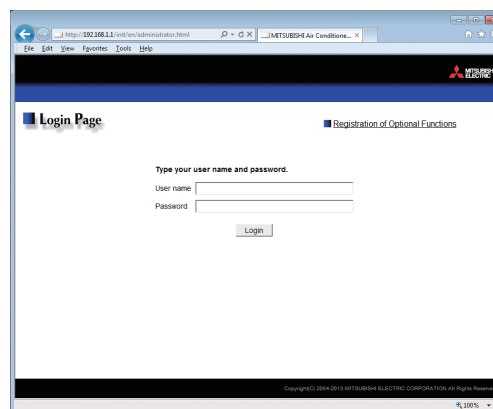 http://192.168.1.1/init/en/administrator.html
MITSUBISHI Air Conditione...
File Edit View Favorites Tools Help
MITSUBISH
ELECTRIC
Login Page
Registration of Optional Functions
Type your user name and password.
User name
Password
Login
Copyright(C) 2004-2013 MITSUBISHI ELECTRIC CORPORATION All Rights Reserve
100%